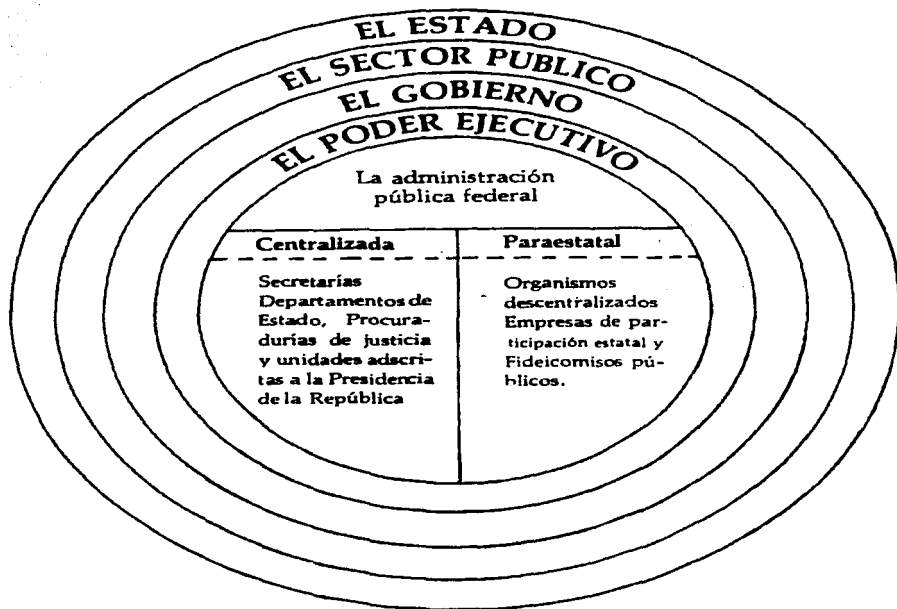 EL ESTADO
EL SECTOR PUBLICO
EL GOBIERNO
EL PODER EJECUTIVO
La administración
pública federal
Centralizada
Secretarías
Departamentos de
Estado, Procura-
durías de justicia
y unidades adscri-
tas a la Presidencia
de la República
Paraestatal
Organismos
descentralizados
Empresas de par-
ticipación estatal y
Fideicomisos pú-
blicos.